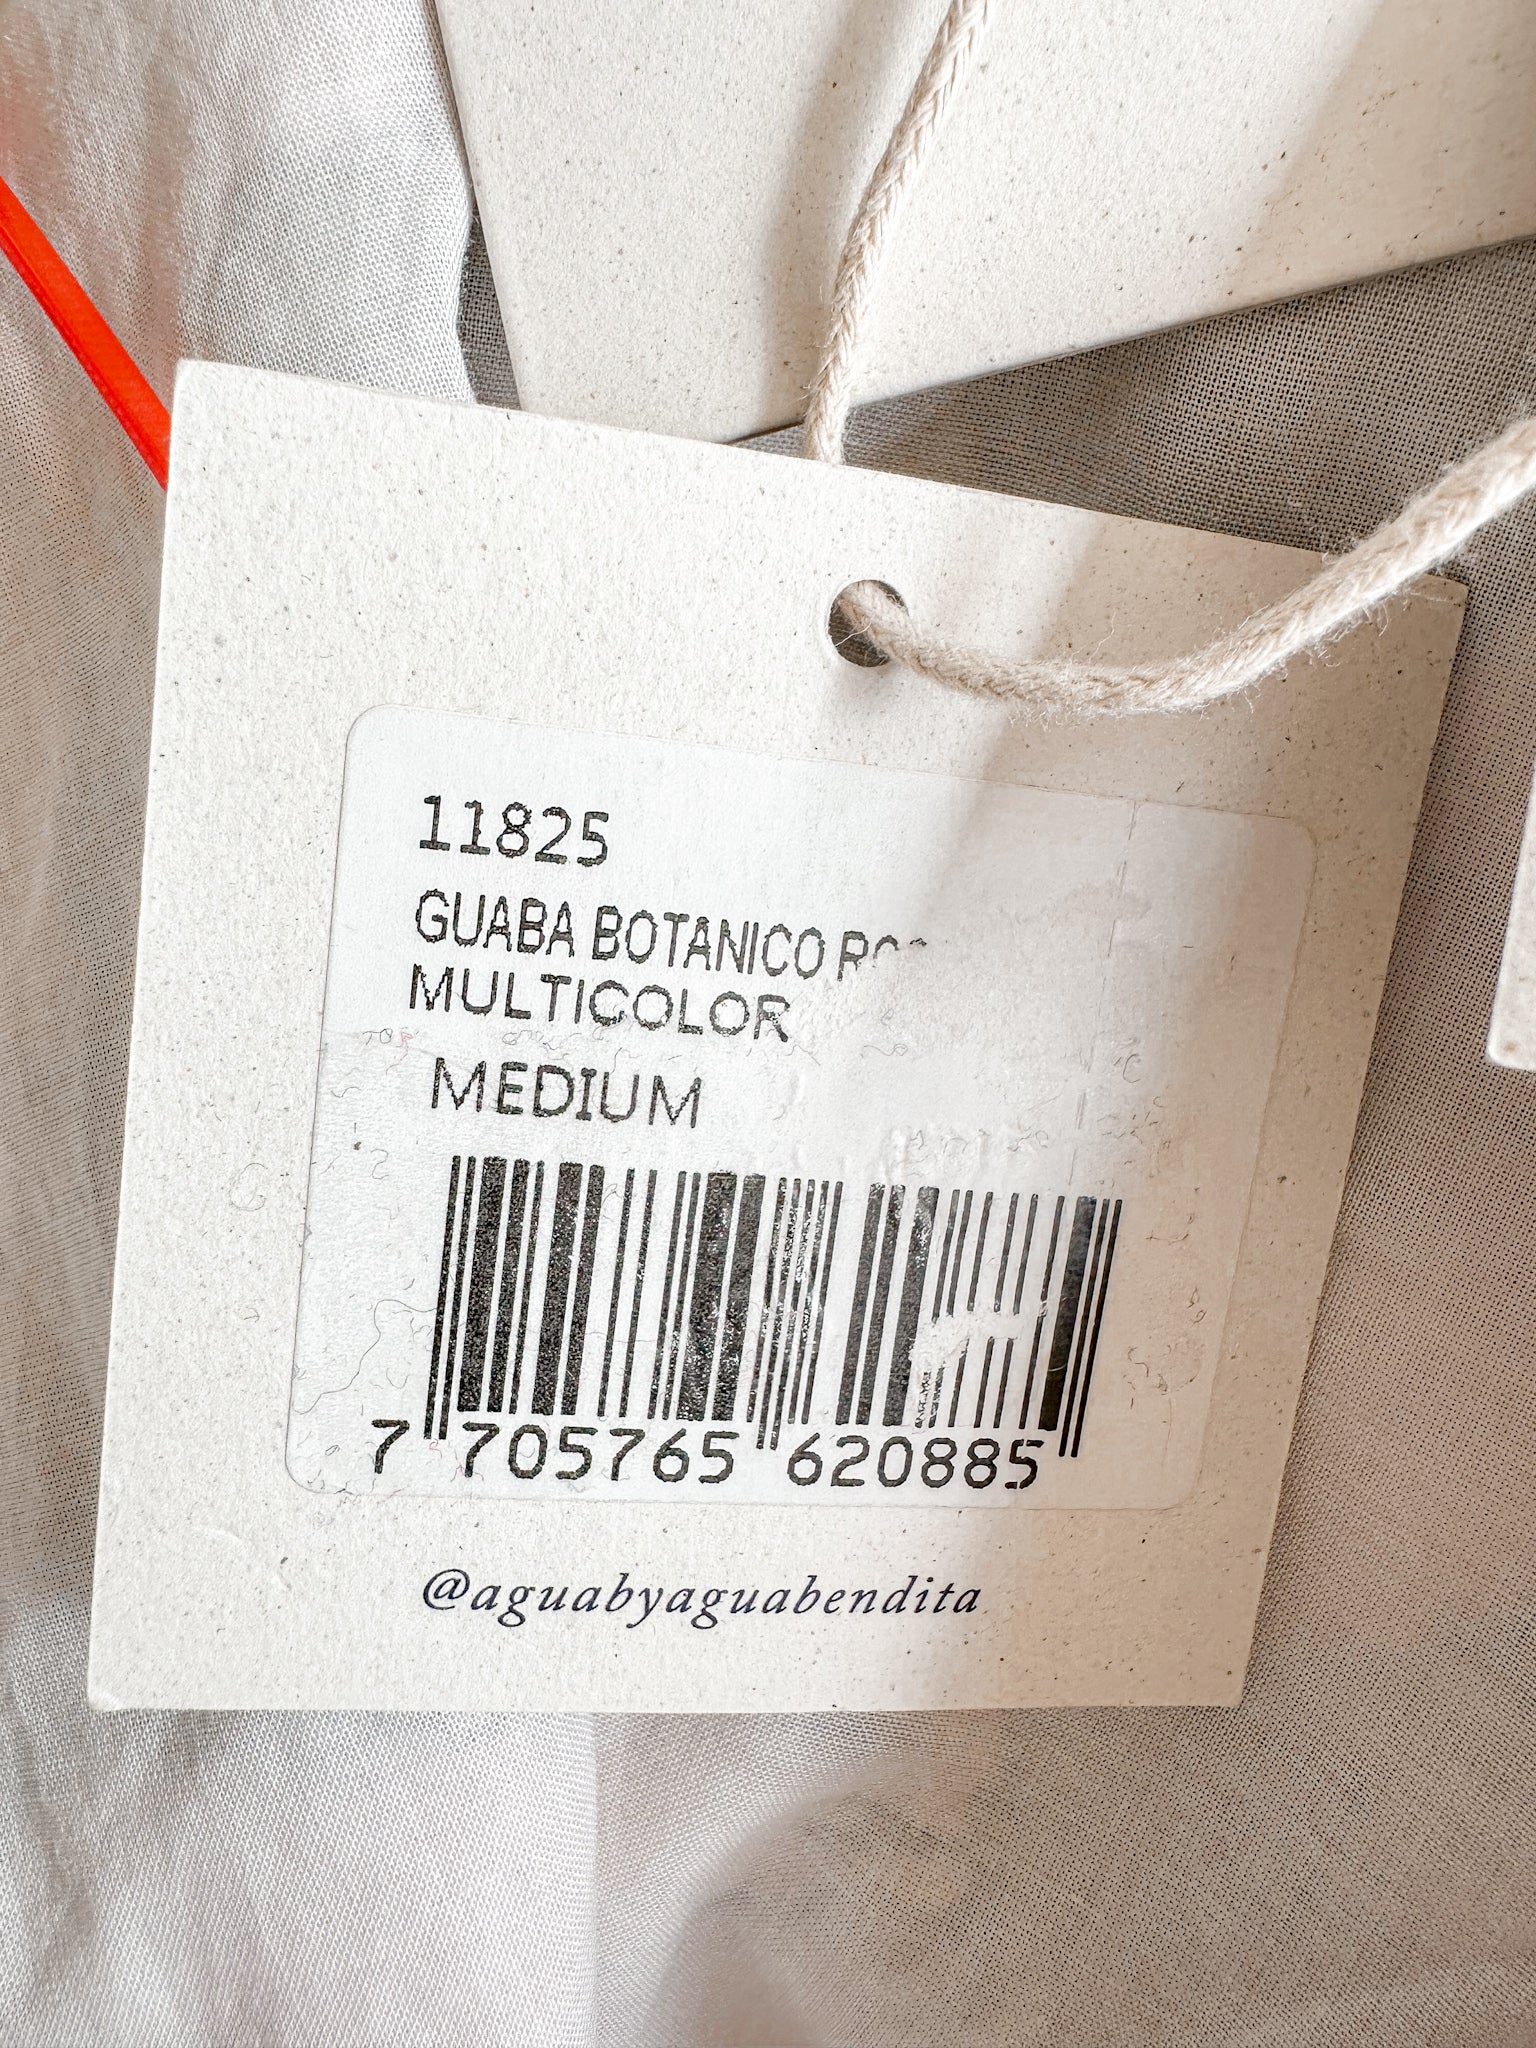 11825
GUABA BOTANICO
MULTICOLOR
MEDIUM
7 705765 620885
@aguabyaguabendita